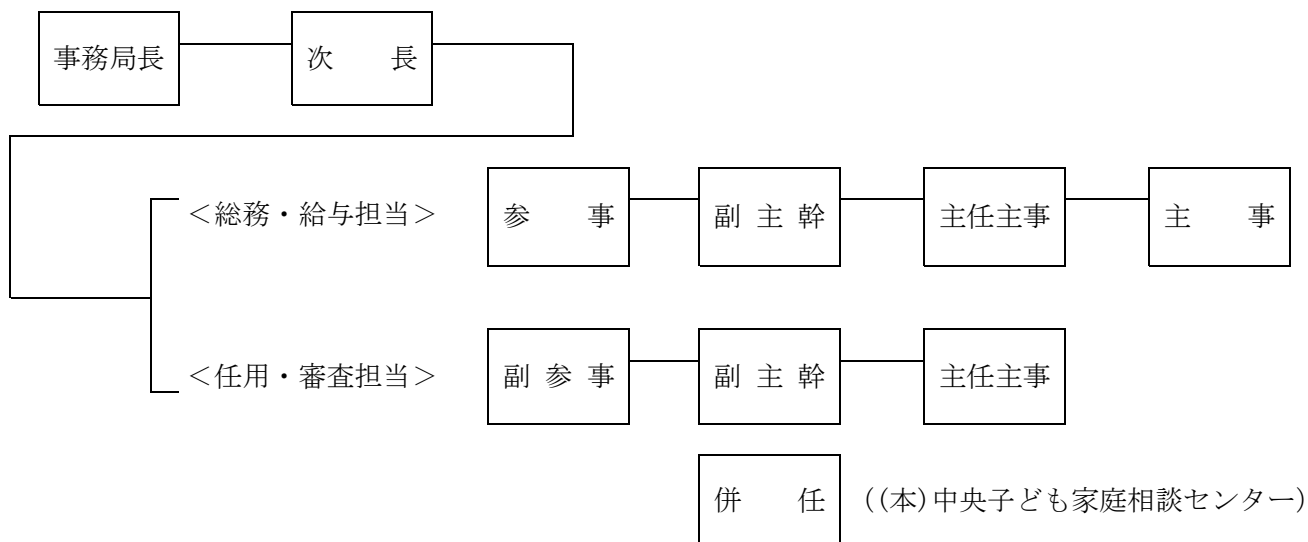 事務局長 次 長
＜総務・給与担当＞ 参 事 副 主 幹 主任主事 主 事
＜任用・審査担当＞ 副 参 事 副 主 幹 主任主事
併 任 ((本)中央子ども家庭相談センター)